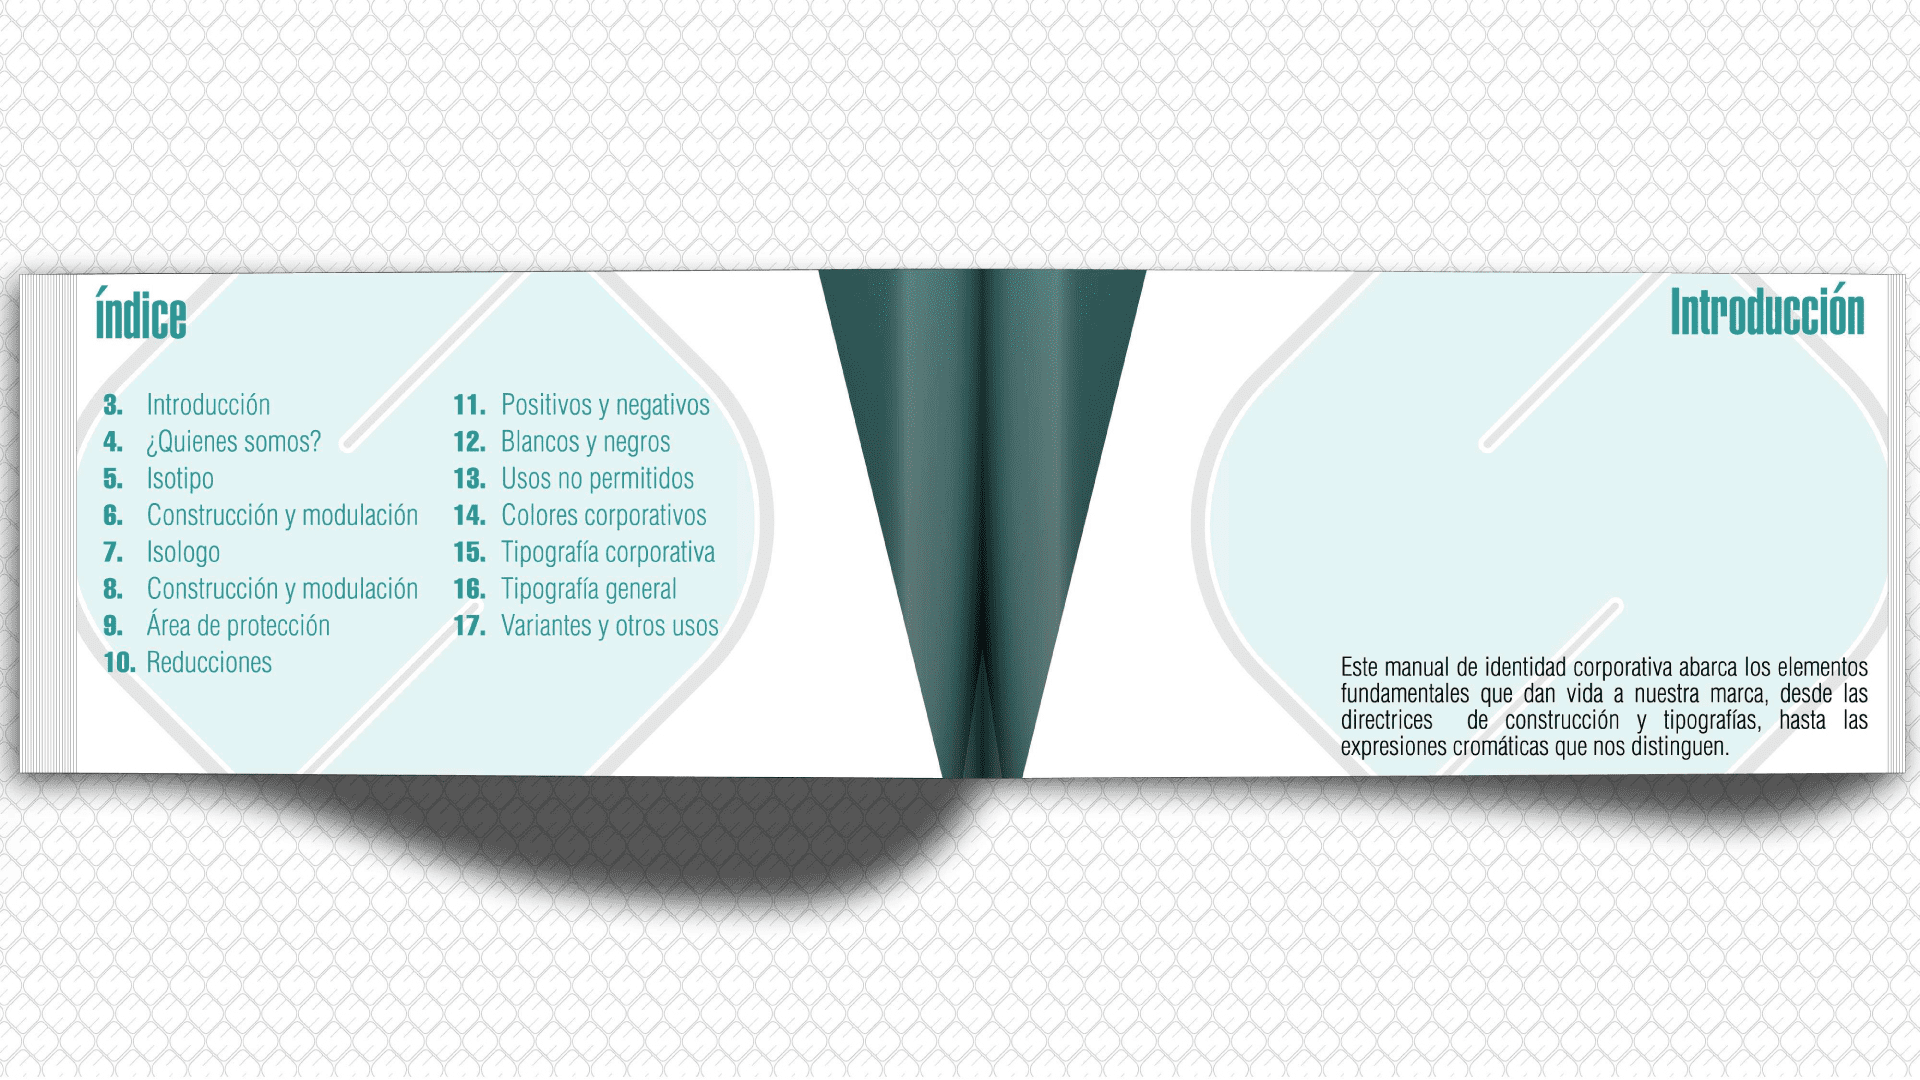 índice
3. Introducción
4. ¿Quienes somos?
5. Isotipo
6. Construcción y modulación
7. Isologo
8. Construcción y modulación
9. Área de protección
10. Reducciones
11. Positivos y negativos
12. Blancos y negros
13. Usos no permitidos
14. Colores corporativos
15. Tipografía corporativa
16. Tipografía general
17. Variantes y otros usos
Introducción
Este manual de identidad corporativa abarca los elementos
fundamentales que dan vida a nuestra marca, desde las
directrices de construcción y tipografías, hasta las
expresiones cromáticas que nos distinguen.